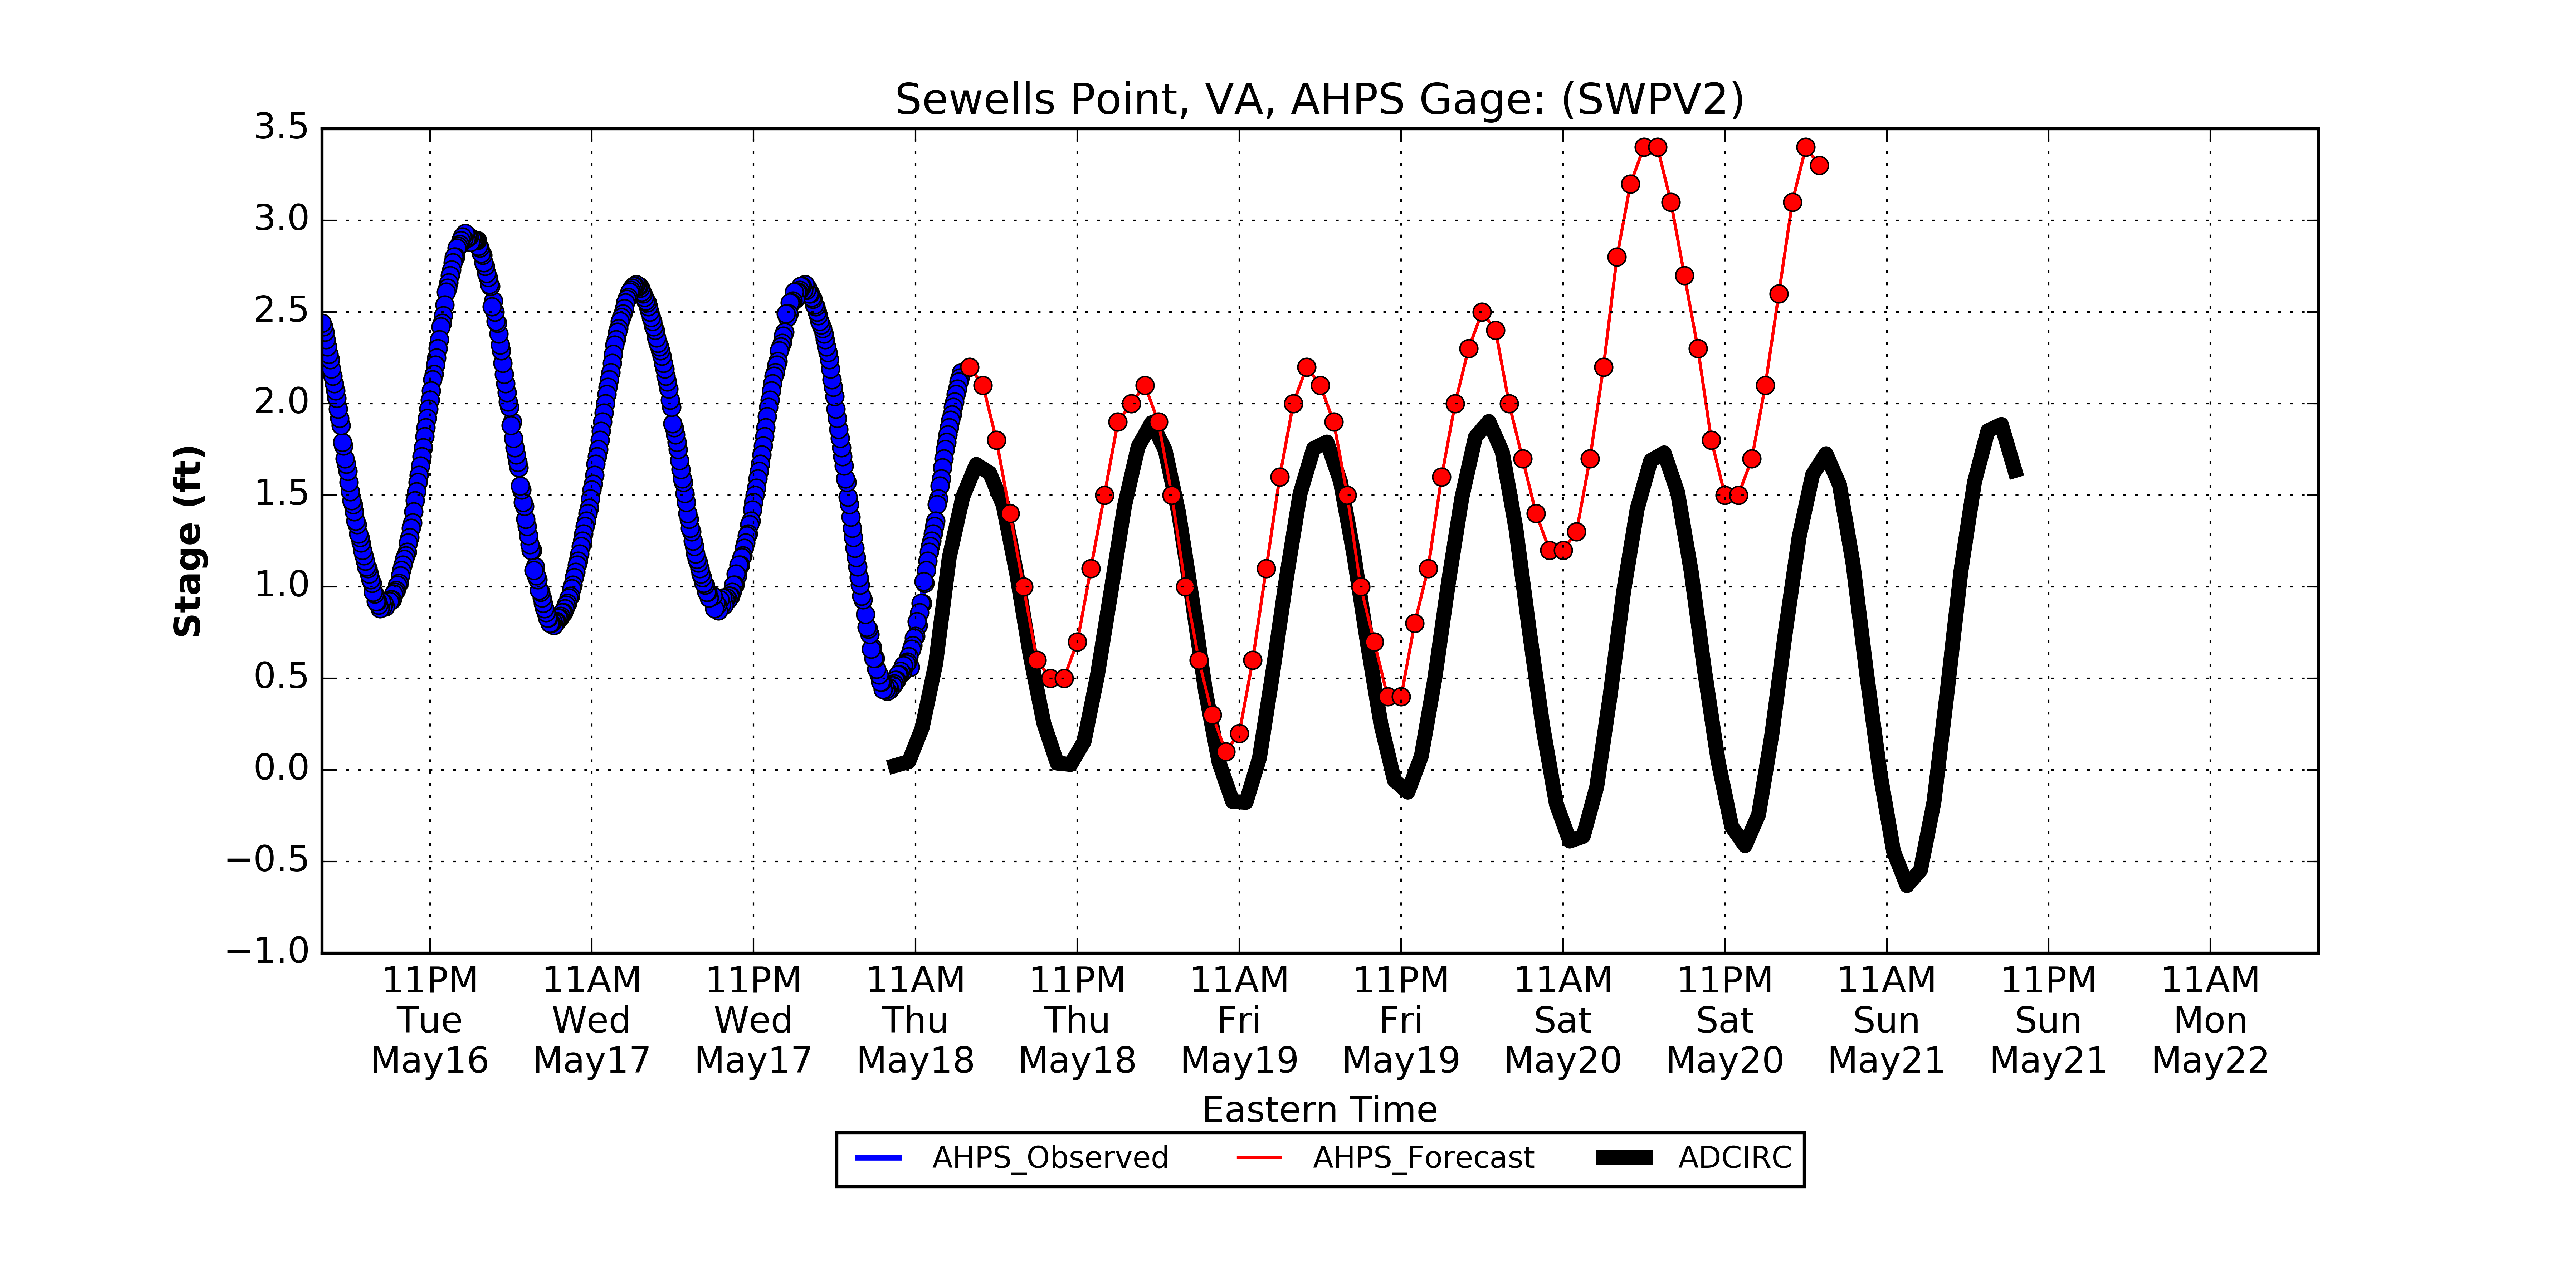 Sewells Point, VA, AHPS Gage: (SWPV2)
3.5
3.0
2.5
2.0
1.5
1.0
0.5
0.0
−0.5
−1.0
Stage (ft)
11PM 11AM 11PM 11AM 11PM 11AM 11PM 11AM 11PM 11AM 11PM 11AM
Tue Wed Wed Thu Thu Fri Fri Sat Sat Sun Sun Mon
May16 May17 May17 May18 May18 May19 May19 May20 May20 May21 May21 May22
Eastern Time
AHPS_Observed AHPS_Forecast ADCIRC